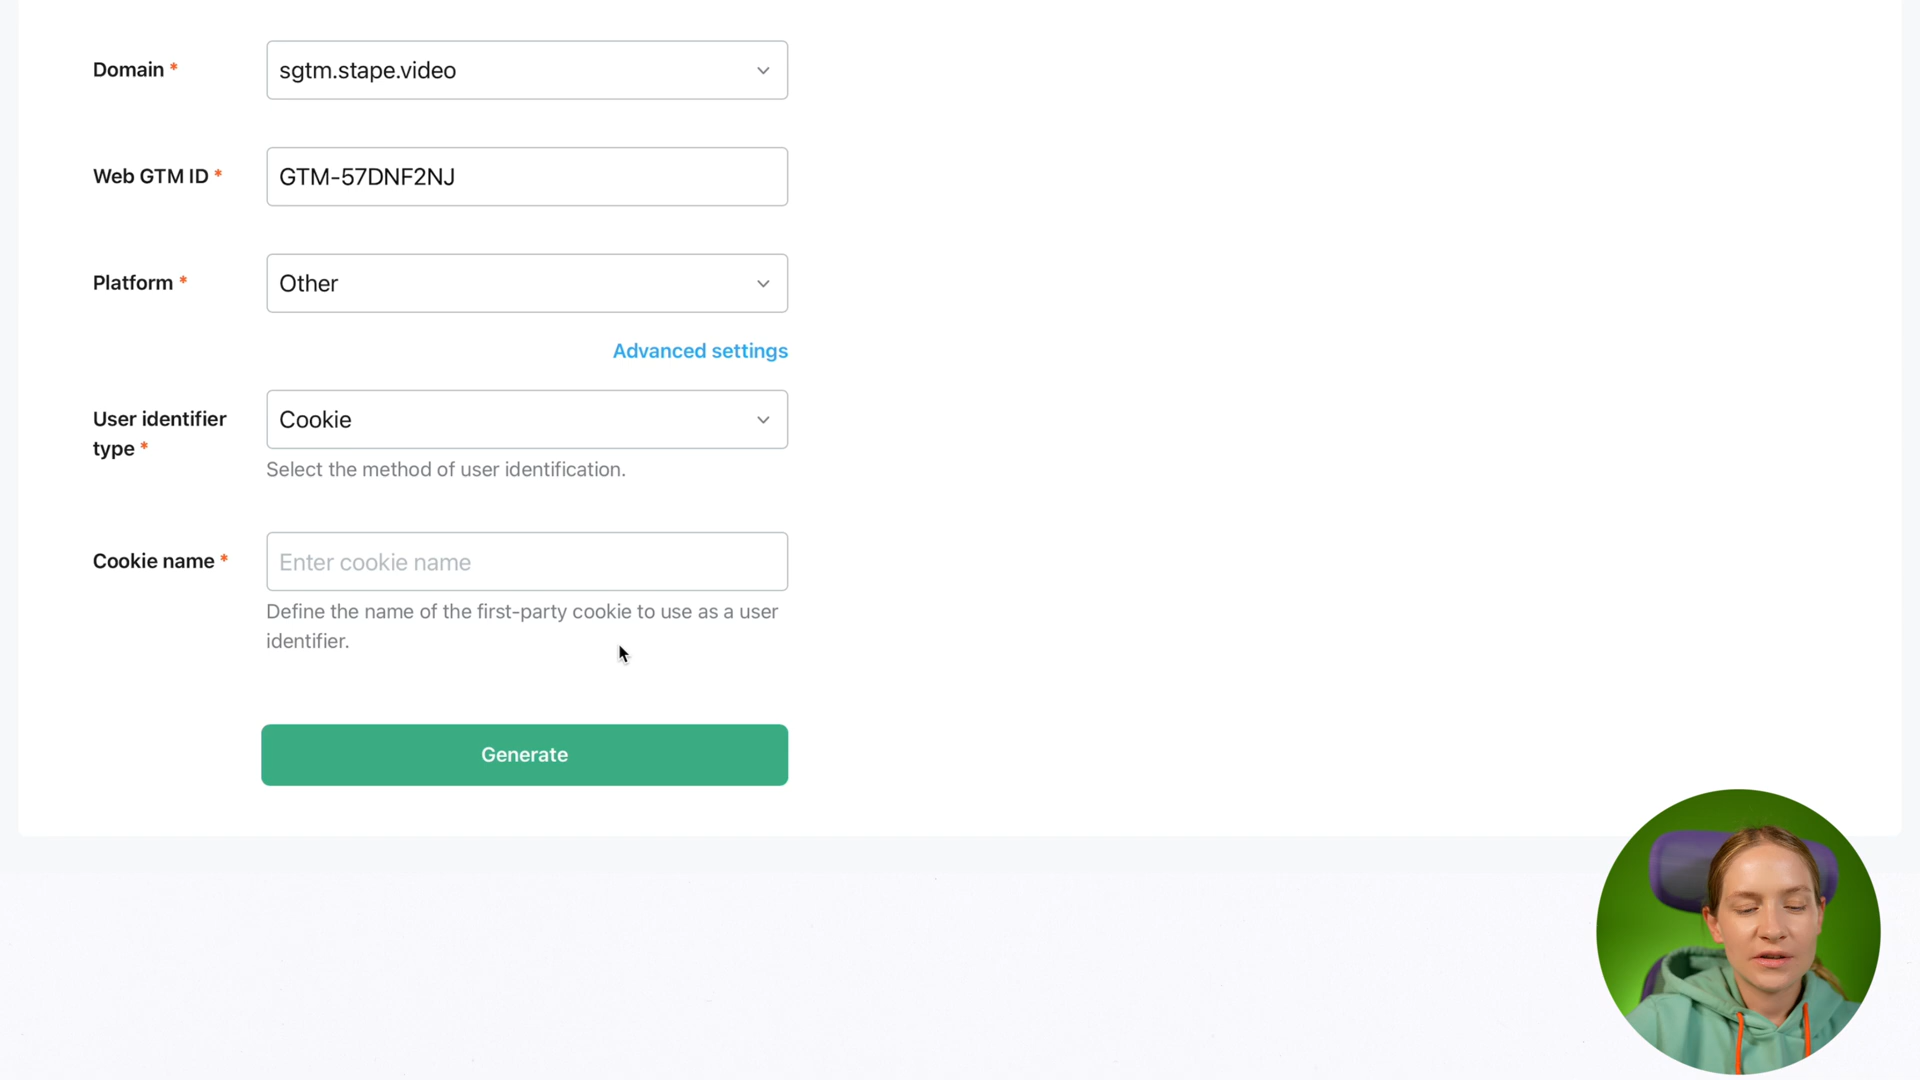 Domain *
sgtm.stape.video
Web GTM ID *
GTM-57DNF2NJ
Platform *
Other
Advanced settings
User identifier
type *
Cookie
Select the method of user identification.
Cookie name *
Enter cookie name
Define the name of the first-party cookie to use as a user
identifier.
Generate